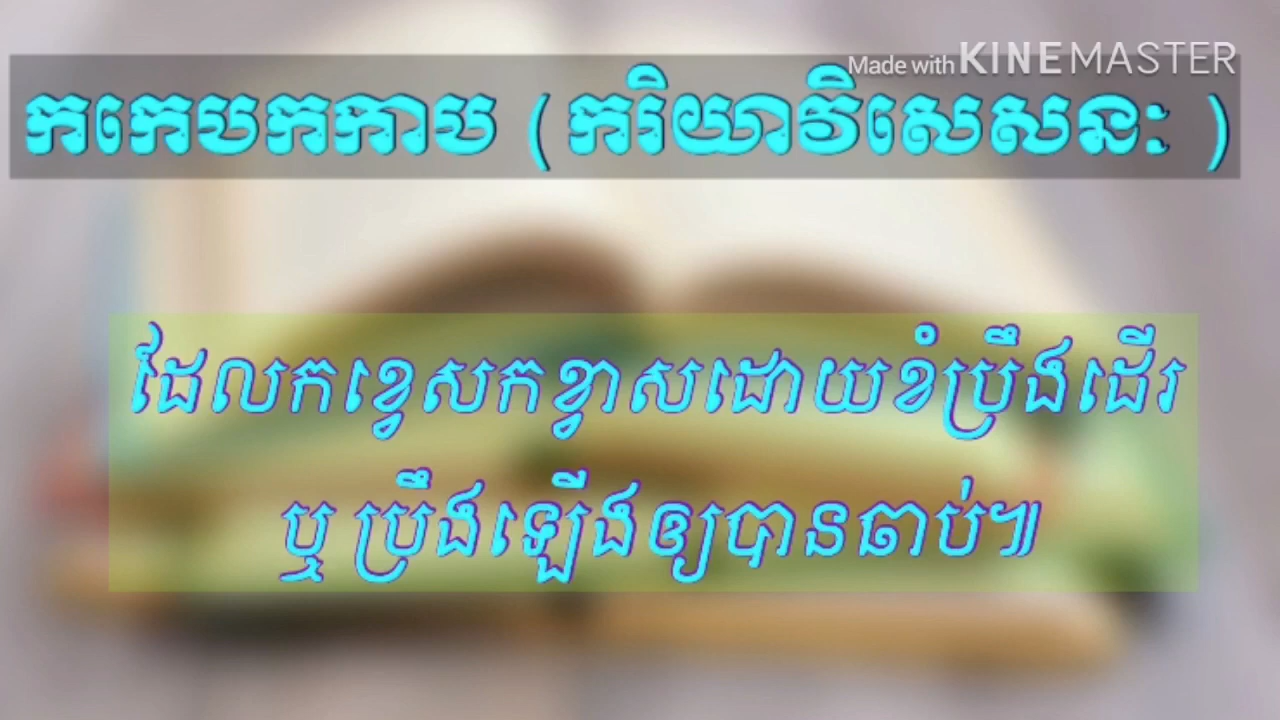 Made with KINEMASTER
កកេបកកាប ( ករិយាវិសេសនៈ )
ដែលកខ្វេសកខ្វាសដោយខំប្រឹងដើរ
ឬ ប្រឹងឡើងឲ្យបានឆាប់៕